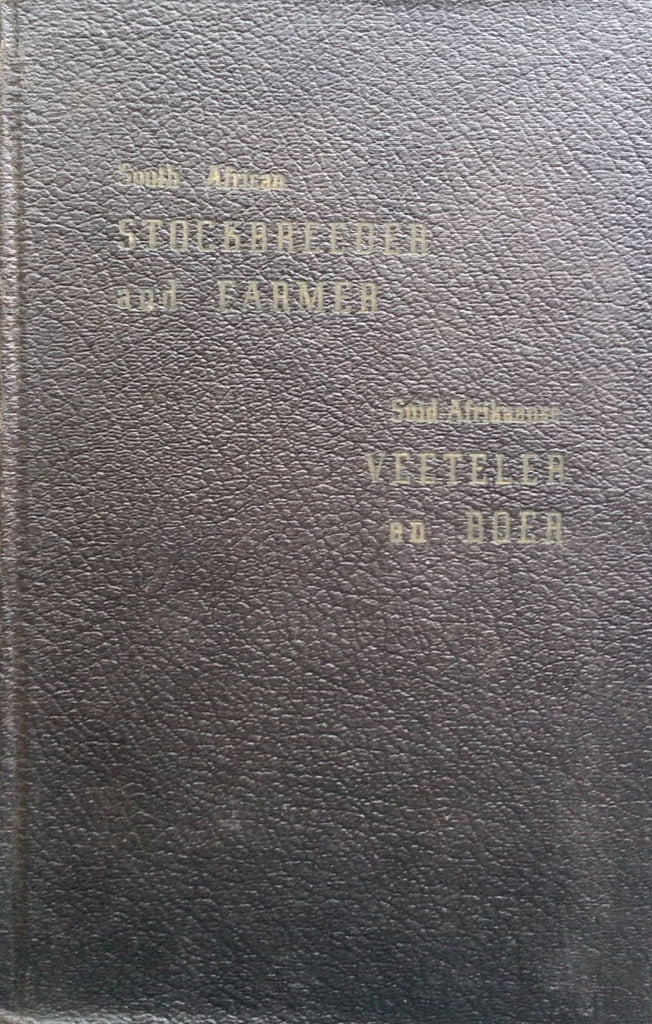 South African
STOCKBREEDER
and FARMER
Suid-Afrikaanse
VEETELER
en BOER